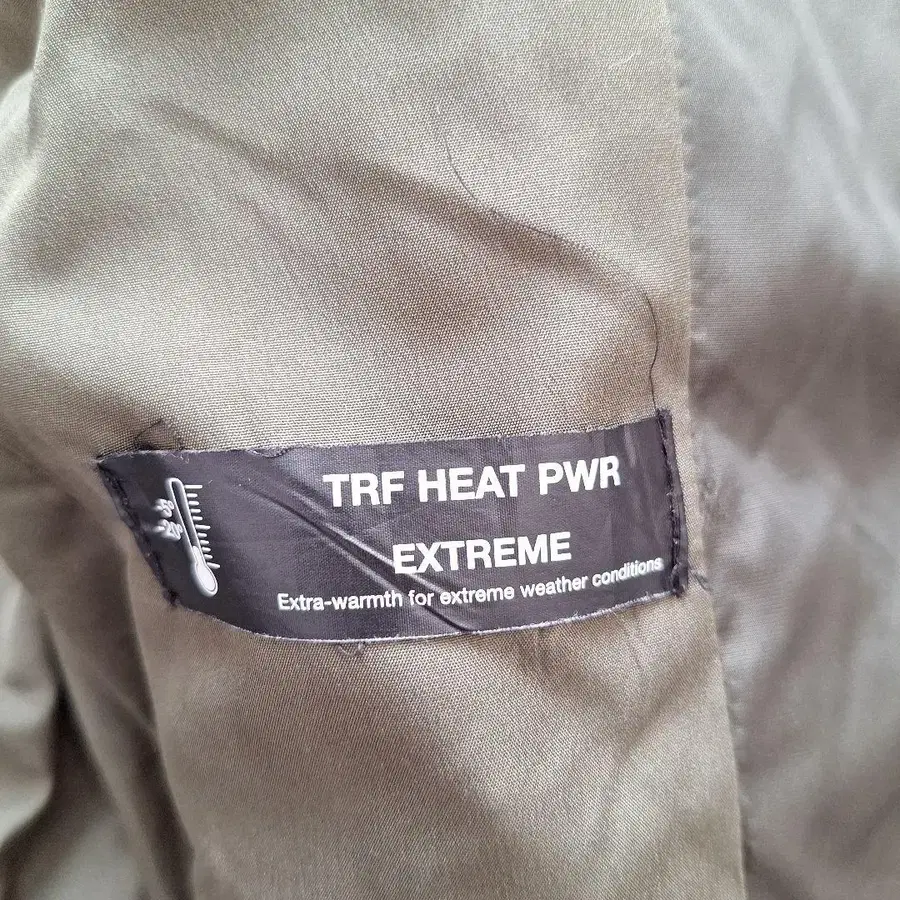 TRF HEAT PWR
EXTREME
Extra-warmth for extreme weather conditions